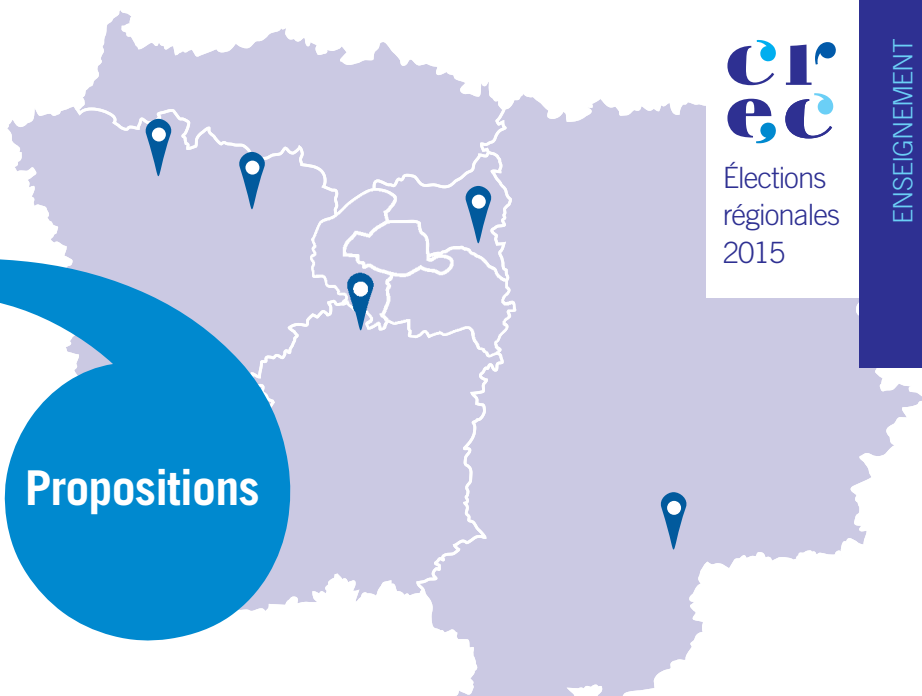 cr
ec
Élections
régionales
2015
ENSEIGNEMENT
Propositions